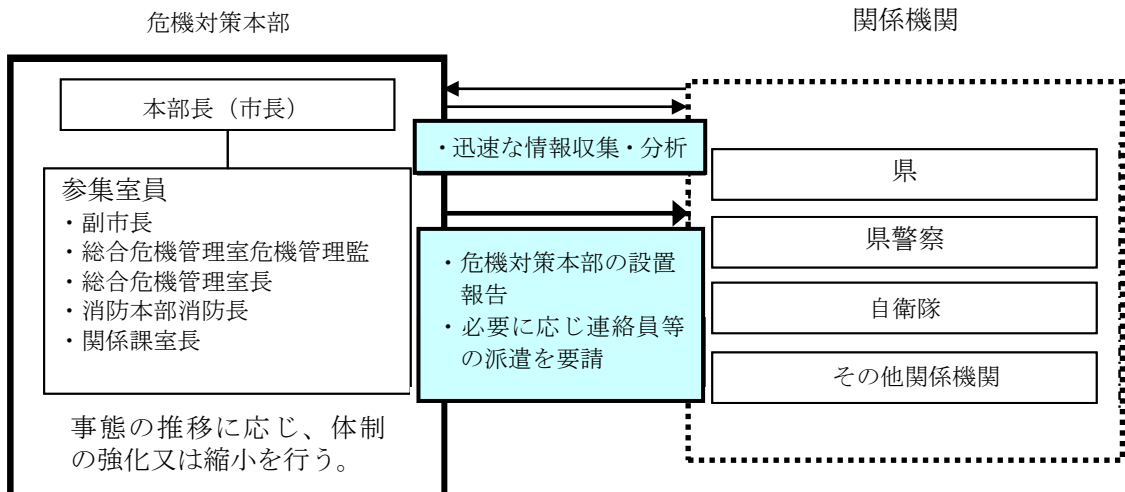 危機対策本部
関係機関
本部長（市長）
参集室員
・副市長
・総合危機管理室危機管理監
・総合危機管理室長
・消防本部消防長
・関係課室長
事態の推移に応じ、体制
の強化又は縮小を行う。
・迅速な情報収集・分析
・危機対策本部の設置
報告
・必要に応じ連絡員等
の派遣を要請
県
県警察
自衛隊
その他関係機関